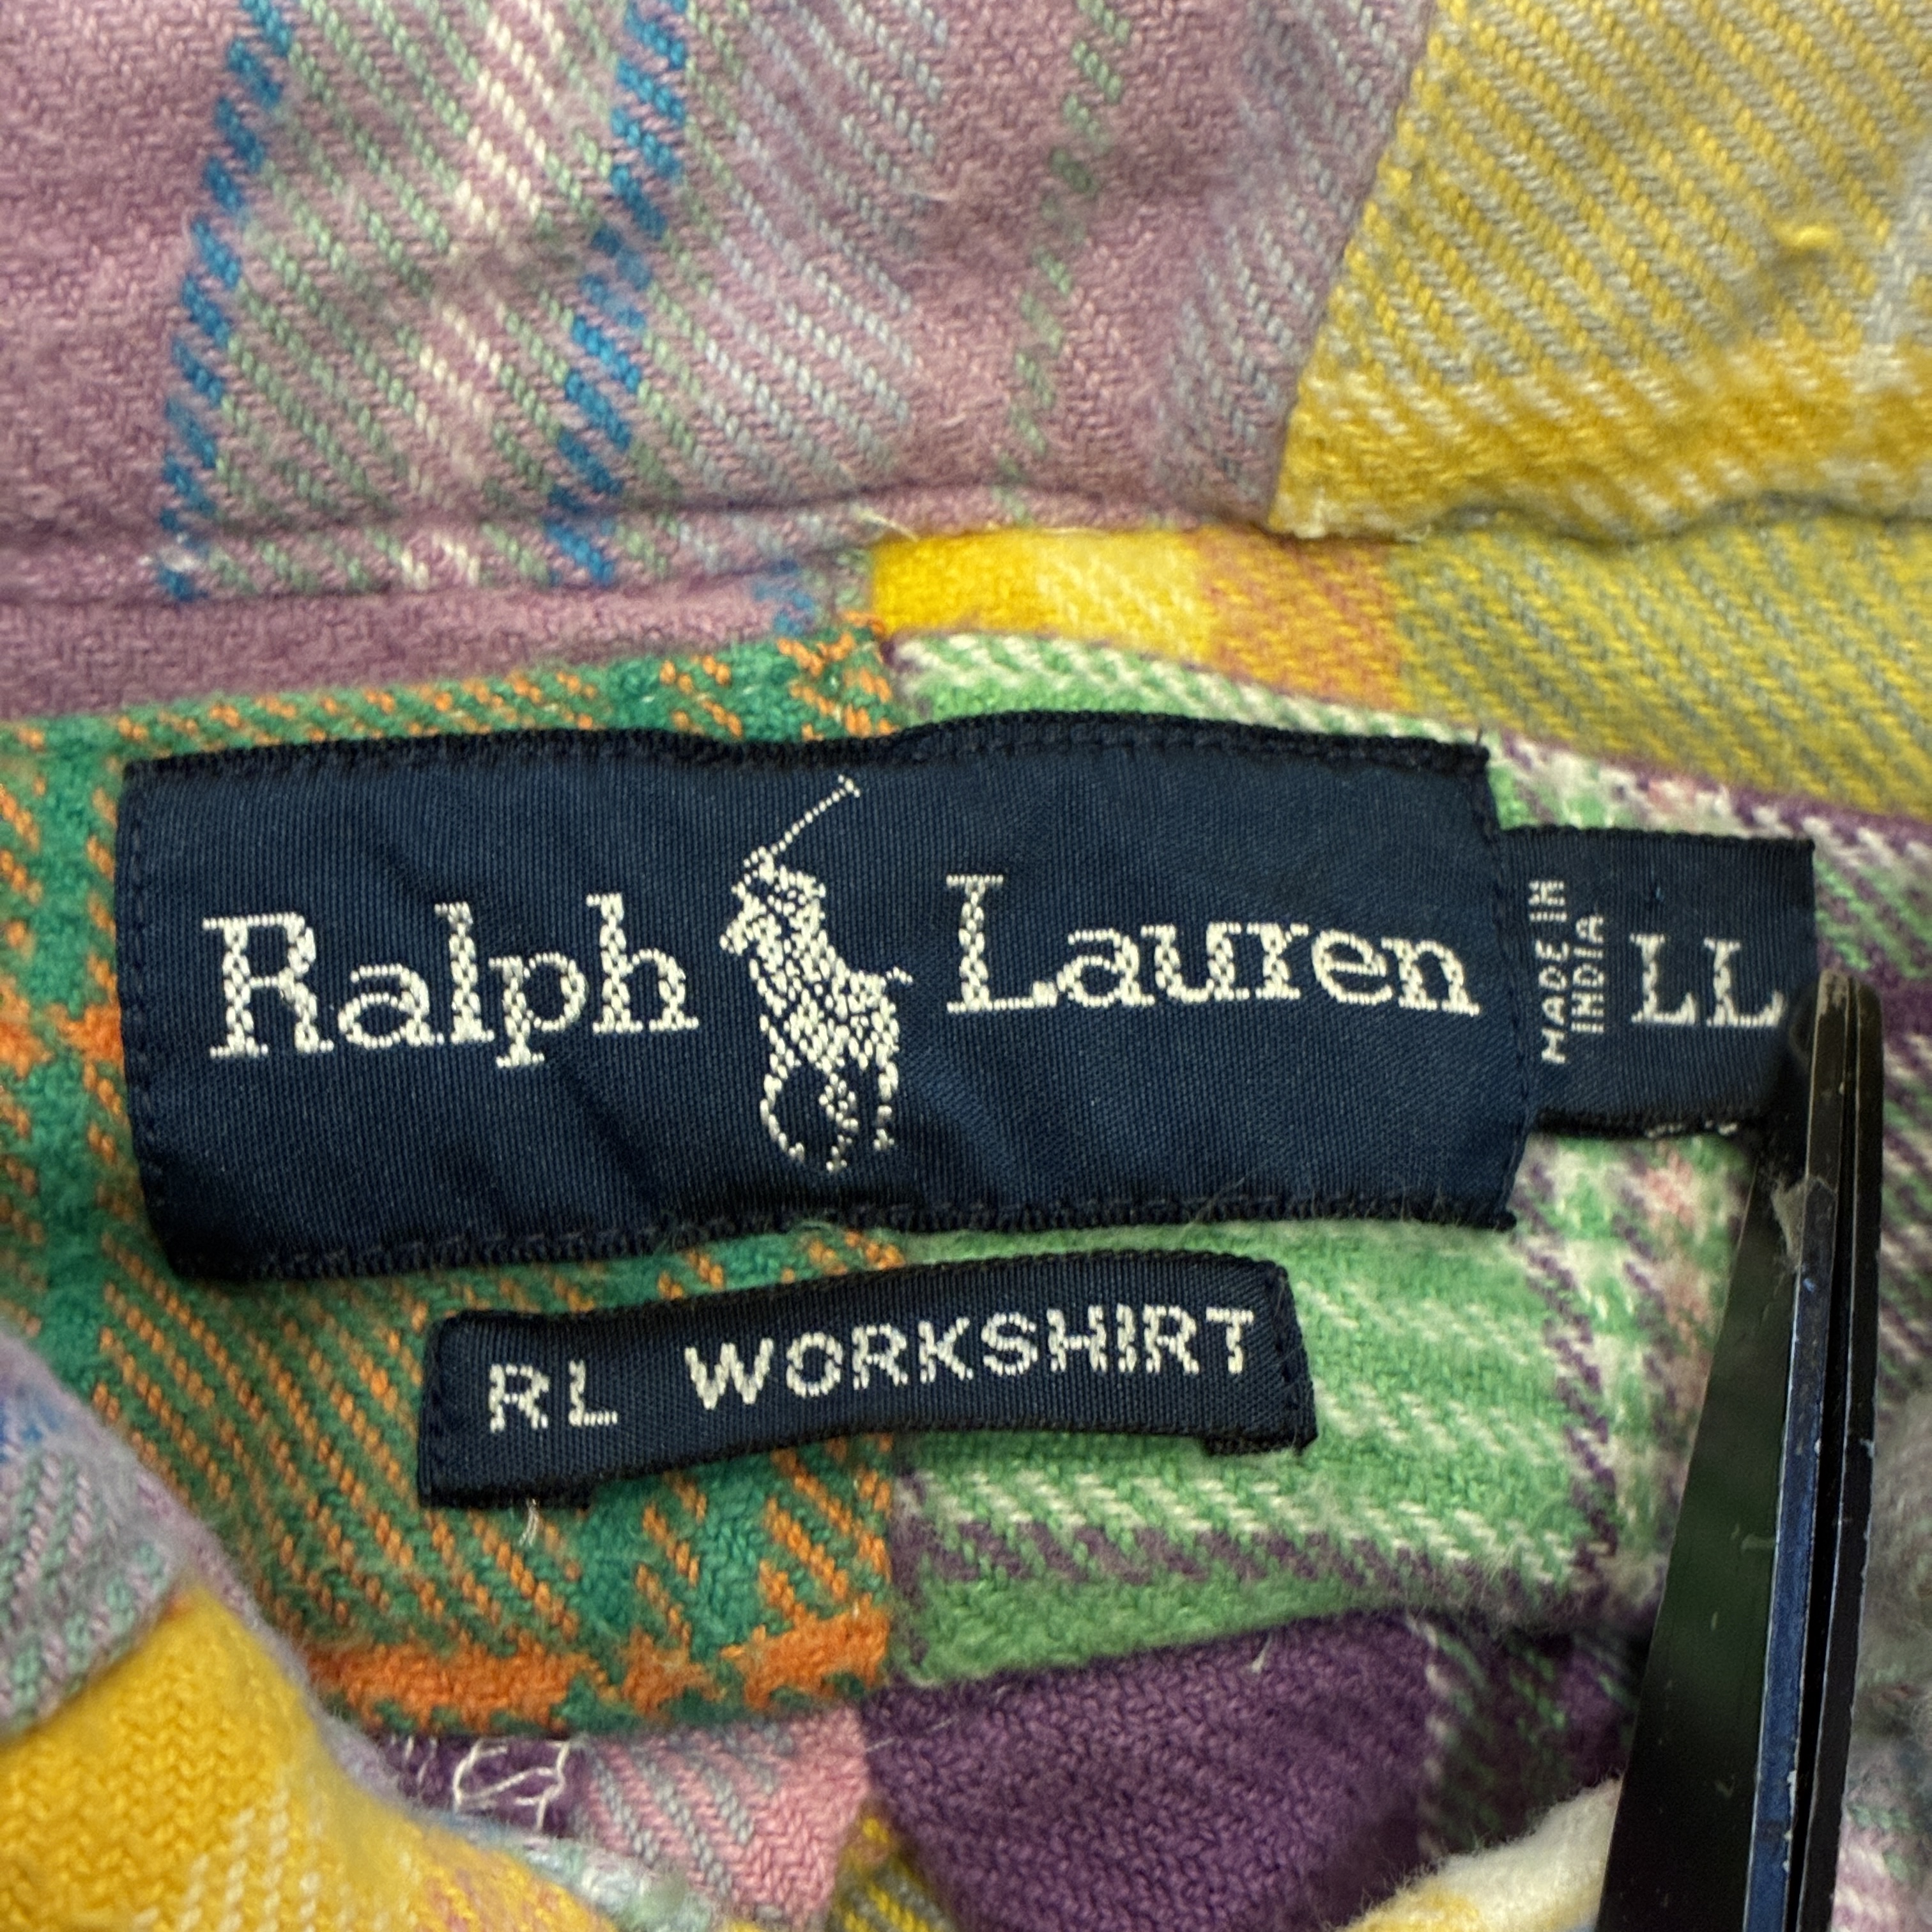 Ralph Lauren
MADE IN
INDIA
LL
RL WORKSHIRT